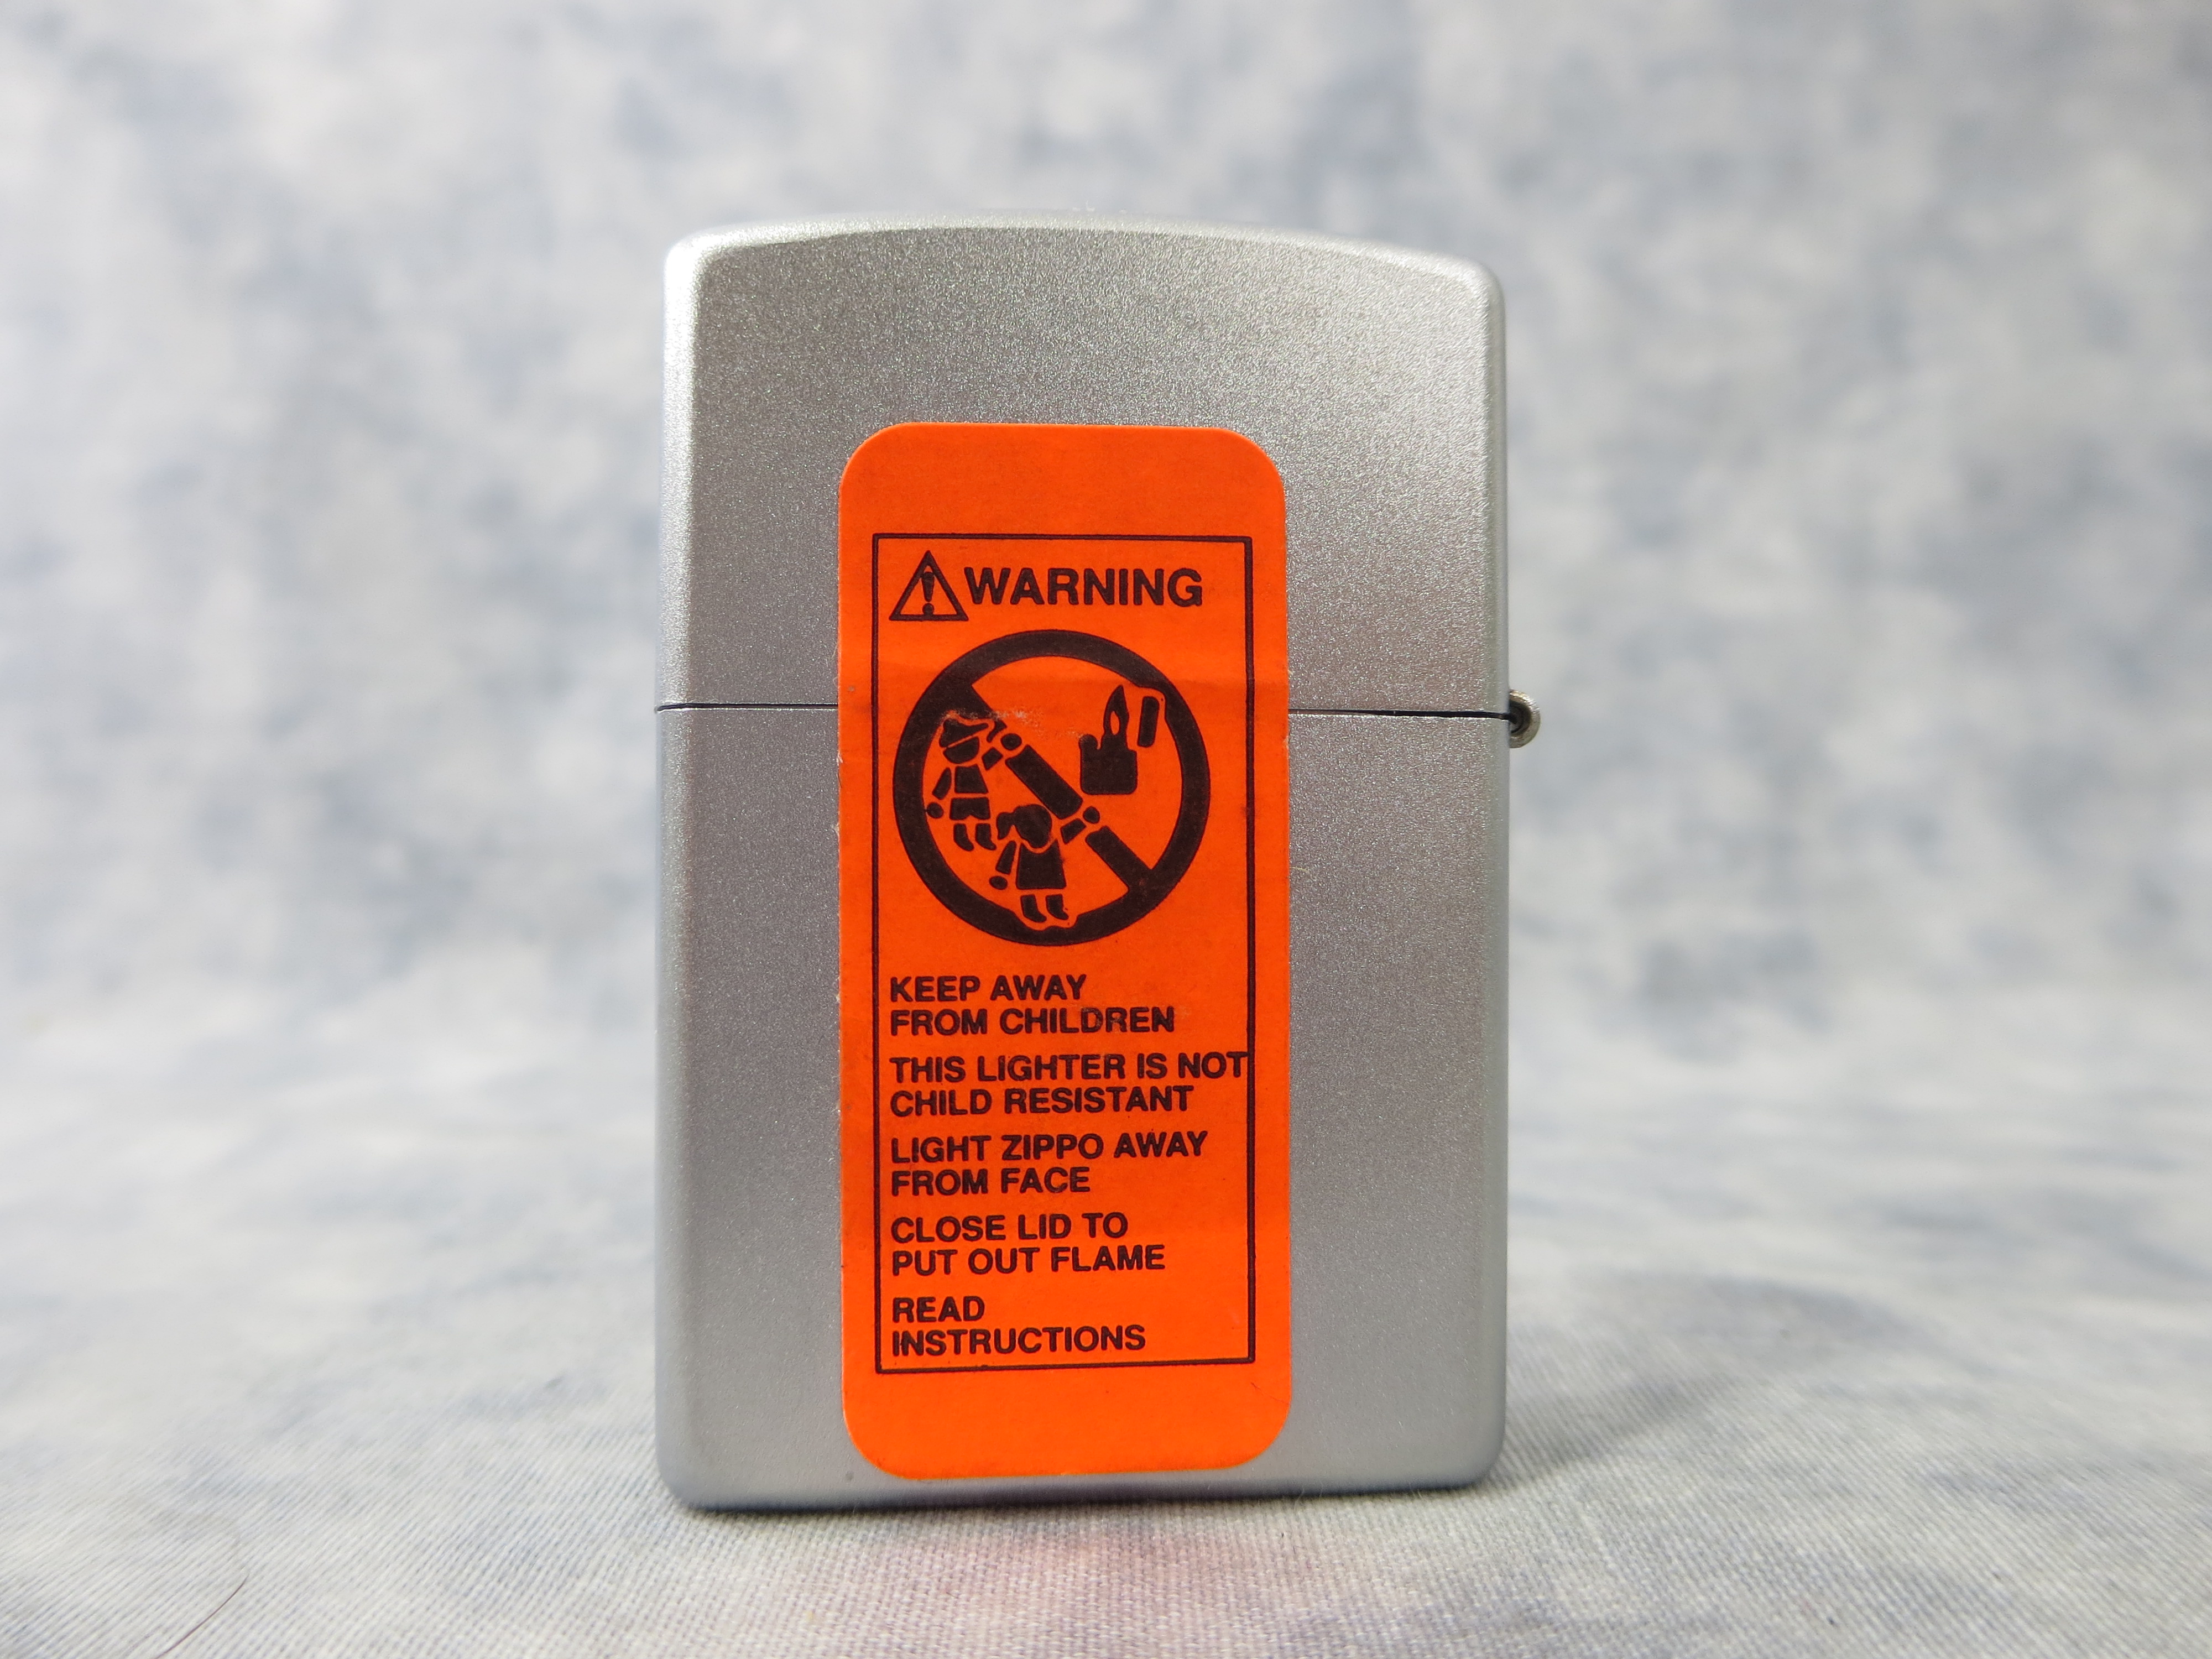 WARNING
KEEP AWAY
FROM CHILDREN
THIS LIGHTER IS NOT
CHILD RESISTANT
LIGHT ZIPPO AWAY
FROM FACE
CLOSE LID TO
PUT OUT FLAME
READ
INSTRUCTIONS